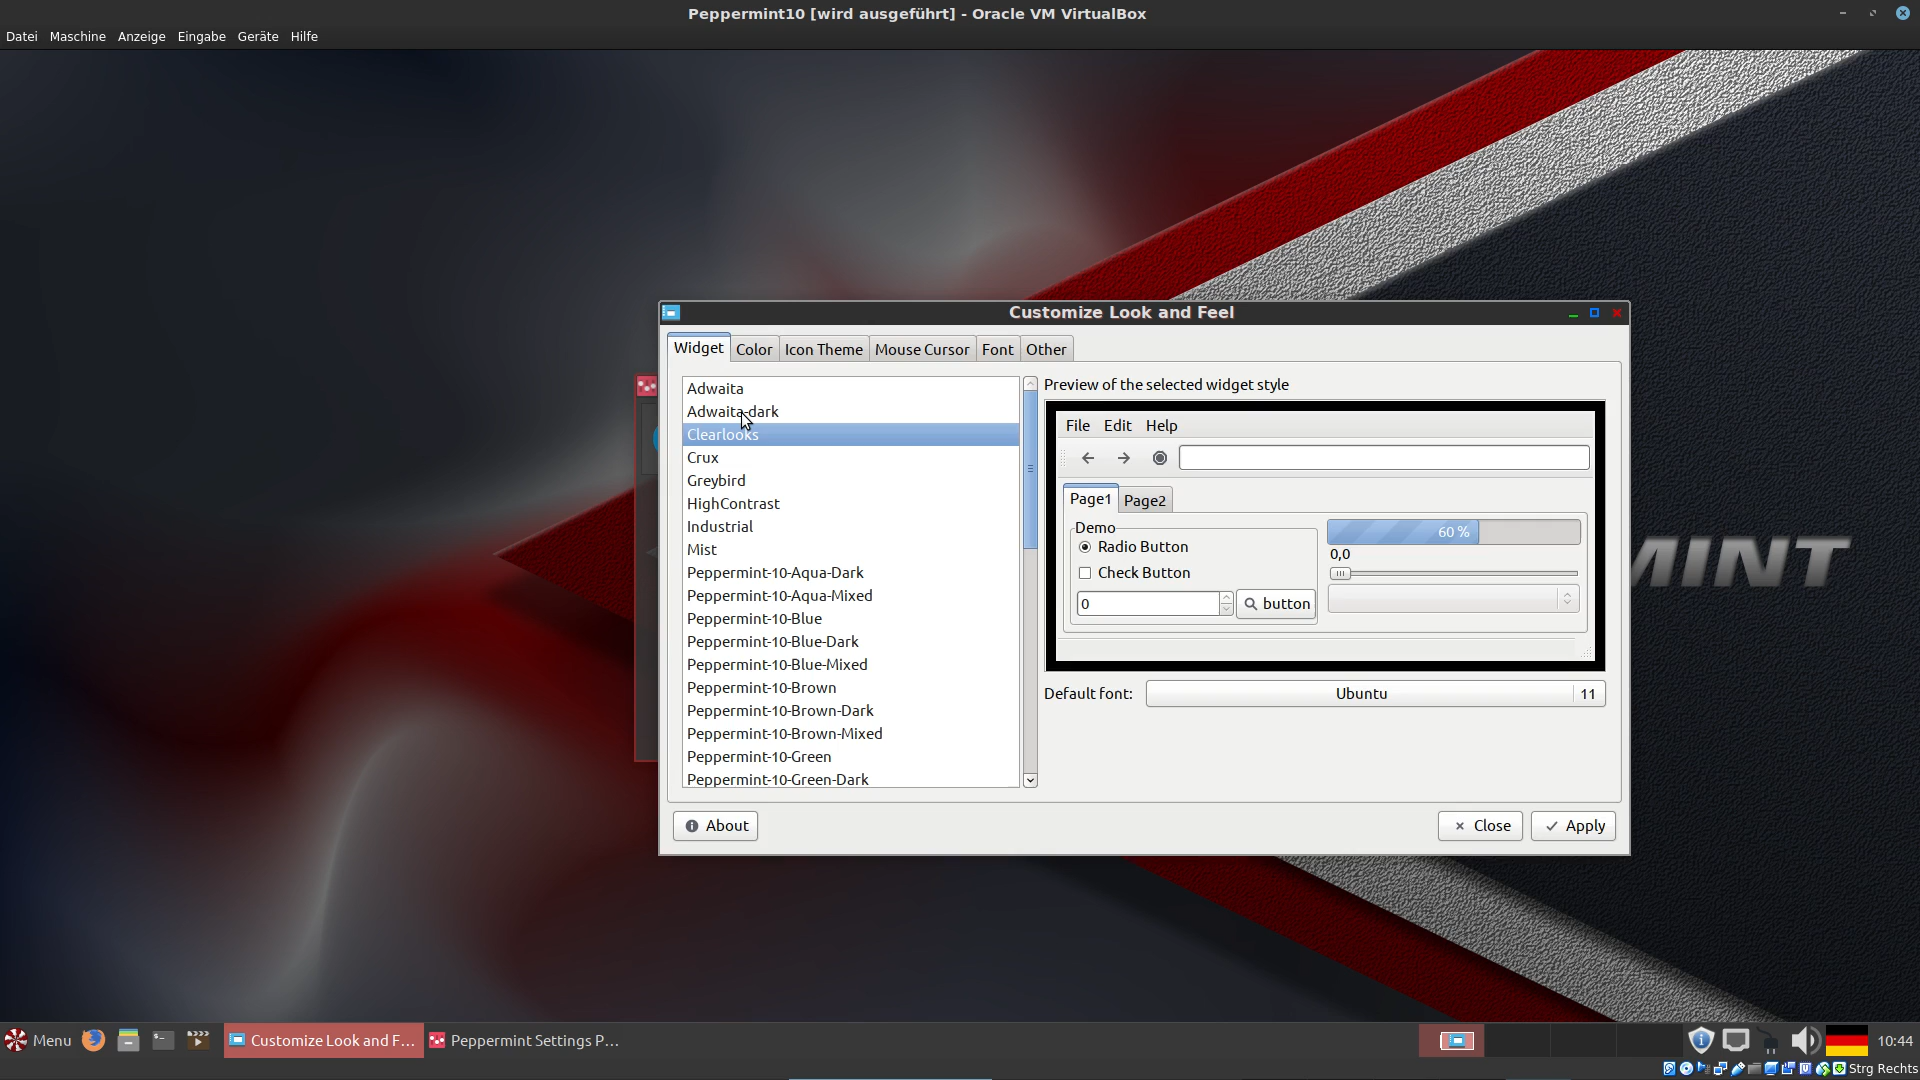 Peppermint10 [wird ausgeführt] - Oracle VM VirtualBox
Datei Maschine Anzeige Eingabe Geräte Hilfe
MINT
Customize Look and Feel
Widget Color Icon Theme Mouse Cursor Font Other
Adwaita
Adwaita-dark
Clearlooks
Crux
Greybird
HighContrast
Industrial
Mist
Peppermint-10-Aqua-Dark
Peppermint-10-Aqua-Mixed
Peppermint-10-Blue
Peppermint-10-Blue-Dark
Peppermint-10-Blue-Mixed
Peppermint-10-Brown
Peppermint-10-Brown-Dark
Peppermint-10-Brown-Mixed
Peppermint-10-Green
Peppermint-10-Green-Dark
Preview of the selected widget style
File Edit Help
Page1 Page2
Demo
Radio Button
Check Button
0 button
60 %
0,0
Default font: Ubuntu 11
About Close Apply
Menu Customize Look and F... Peppermint Settings P... 10:44
Strg Rechts